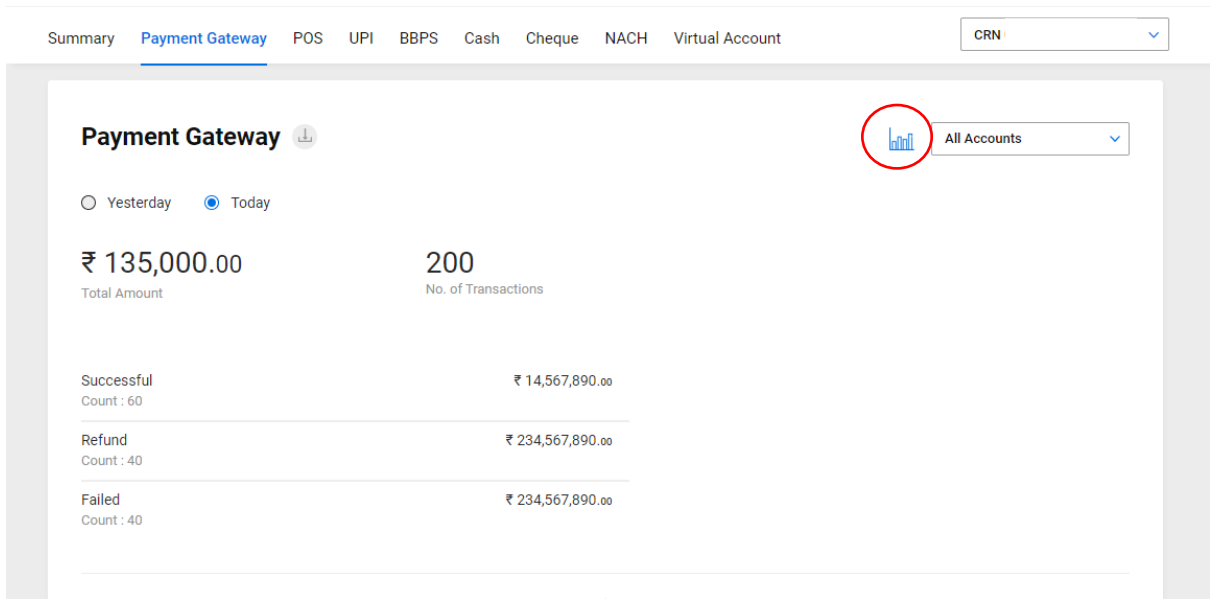 Summary Payment Gateway POS UPI BBPS Cash Cheque NACH Virtual Account CRN
Payment Gateway All Accounts
Yesterday Today
₹ 135,000.00 200
Total Amount No. of Transactions
Successful ₹ 14,567,890.00
Count : 60
Refund ₹ 234,567,890.00
Count : 40
Failed ₹ 234,567,890.00
Count : 40